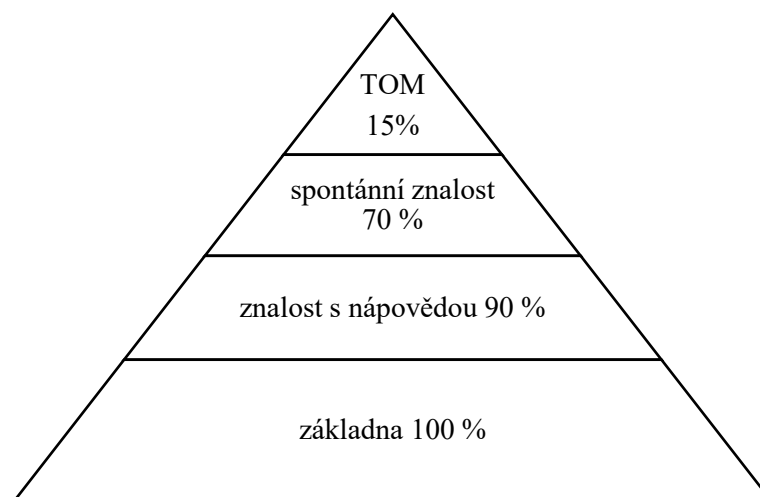 TOM
15%
spontánní znalost
70 %
znalost s nápovědou 90 %
základna 100 %